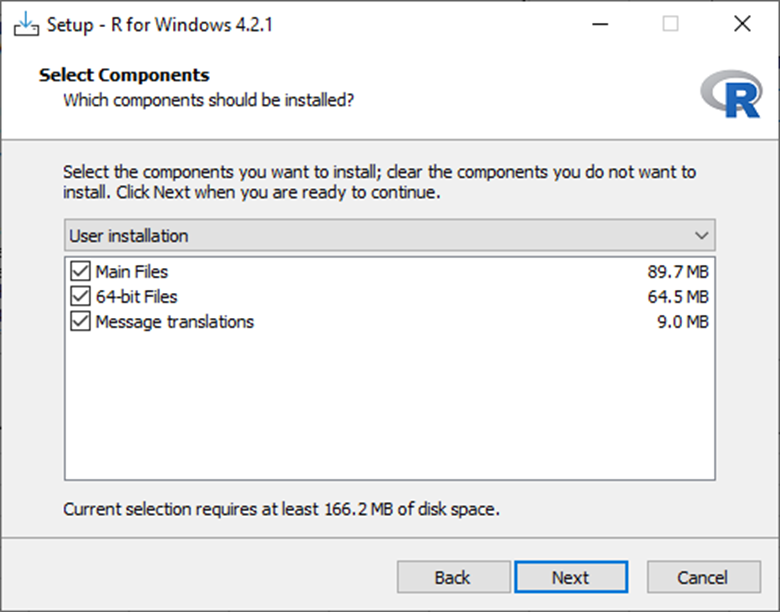 Setup - R for Windows 4.2.1
Select Components
Which components should be installed?
R
Select the components you want to install; clear the components you do not want to
install. Click Next when you are ready to continue.
User installation
Main Files 89.7 MB
64-bit Files 64.5 MB
Message translations 9.0 MB
Current selection requires at least 166.2 MB of disk space.
Back Next Cancel